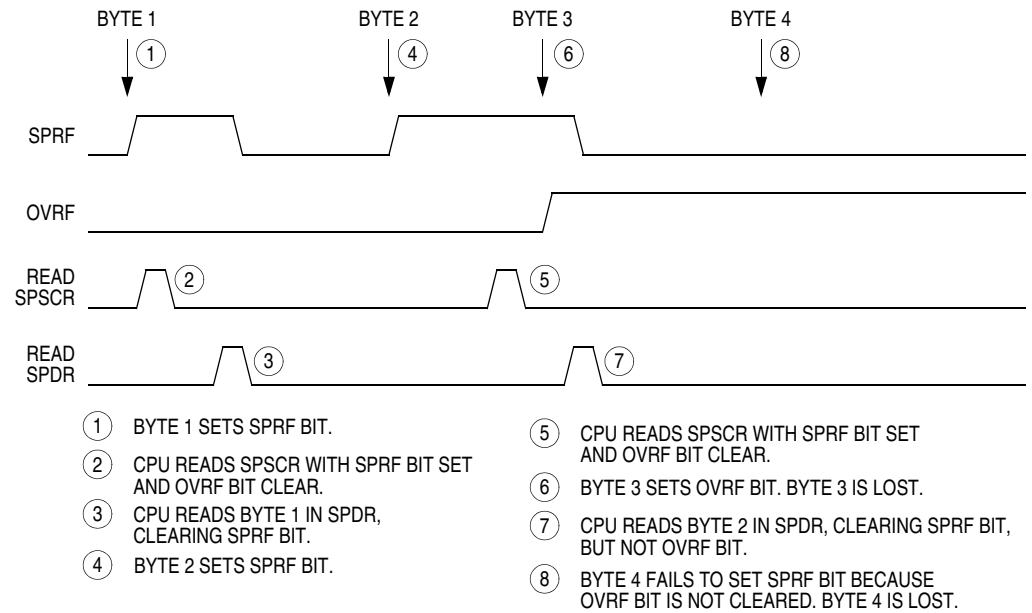 BYTE 1 BYTE 2 BYTE 3 BYTE 4
1 4 6 8
SPRF
OVRF
READ
SPSCR
2 5
READ
SPDR
3 7
1 BYTE 1 SETS SPRF BIT.
2 CPU READS SPSCR WITH SPRF BIT SET
AND OVRF BIT CLEAR.
3 CPU READS BYTE 1 IN SPDR,
CLEARING SPRF BIT.
4 BYTE 2 SETS SPRF BIT.
5 CPU READS SPSCR WITH SPRF BIT SET
AND OVRF BIT CLEAR.
6 BYTE 3 SETS OVRF BIT. BYTE 3 IS LOST.
7 CPU READS BYTE 2 IN SPDR, CLEARING SPRF BIT,
BUT NOT OVRF BIT.
8 BYTE 4 FAILS TO SET SPRF BIT BECAUSE
OVRF BIT IS NOT CLEARED. BYTE 4 IS LOST.